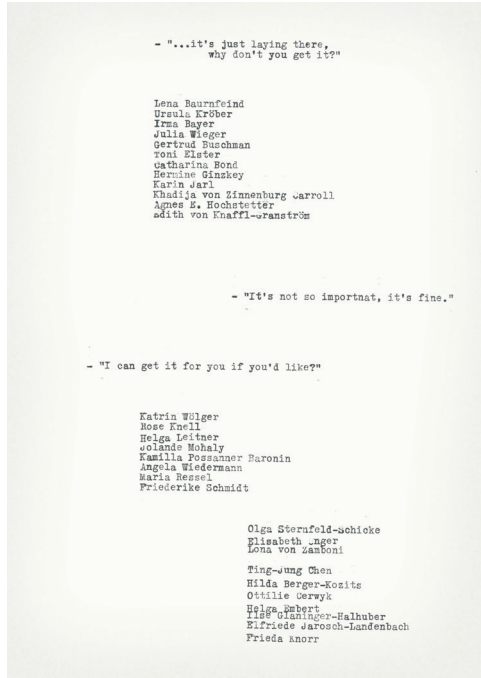 - "...it's just laying there,
why don't you get it?"
Lena Baurnfeind
Ursula Kröber
Irma Bayer
Julia Wieger
Gertrud Buschman
Toni Elster
Catharina Bond
Hermine Ginzkey
Karin Jarl
Khadija von Zinnenburg Carroll
Agnes E. Hochstetter
Edith von Knaffl-Granström
- "It's not so importnat, it's fine."
- "I can get it for you if you'd like?"
Katrin Wölger
Rose Knell
Helga Leitner
Jolande Mohaly
Kamilla Possanner Baronin
Angela Wiedermann
Maria Ressel
Friederike Schmidt
Olga Sternfeld-Schicke
Elisabeth Unger
Lona von Zamboni
Ting-Jung Chen
Hilda Berger-Kozits
Ottilie Cerwyk
Helga Embert
Ilse Glaninger-Halhuber
Elfriede Jarosch-Landenbach
Frieda Knorr